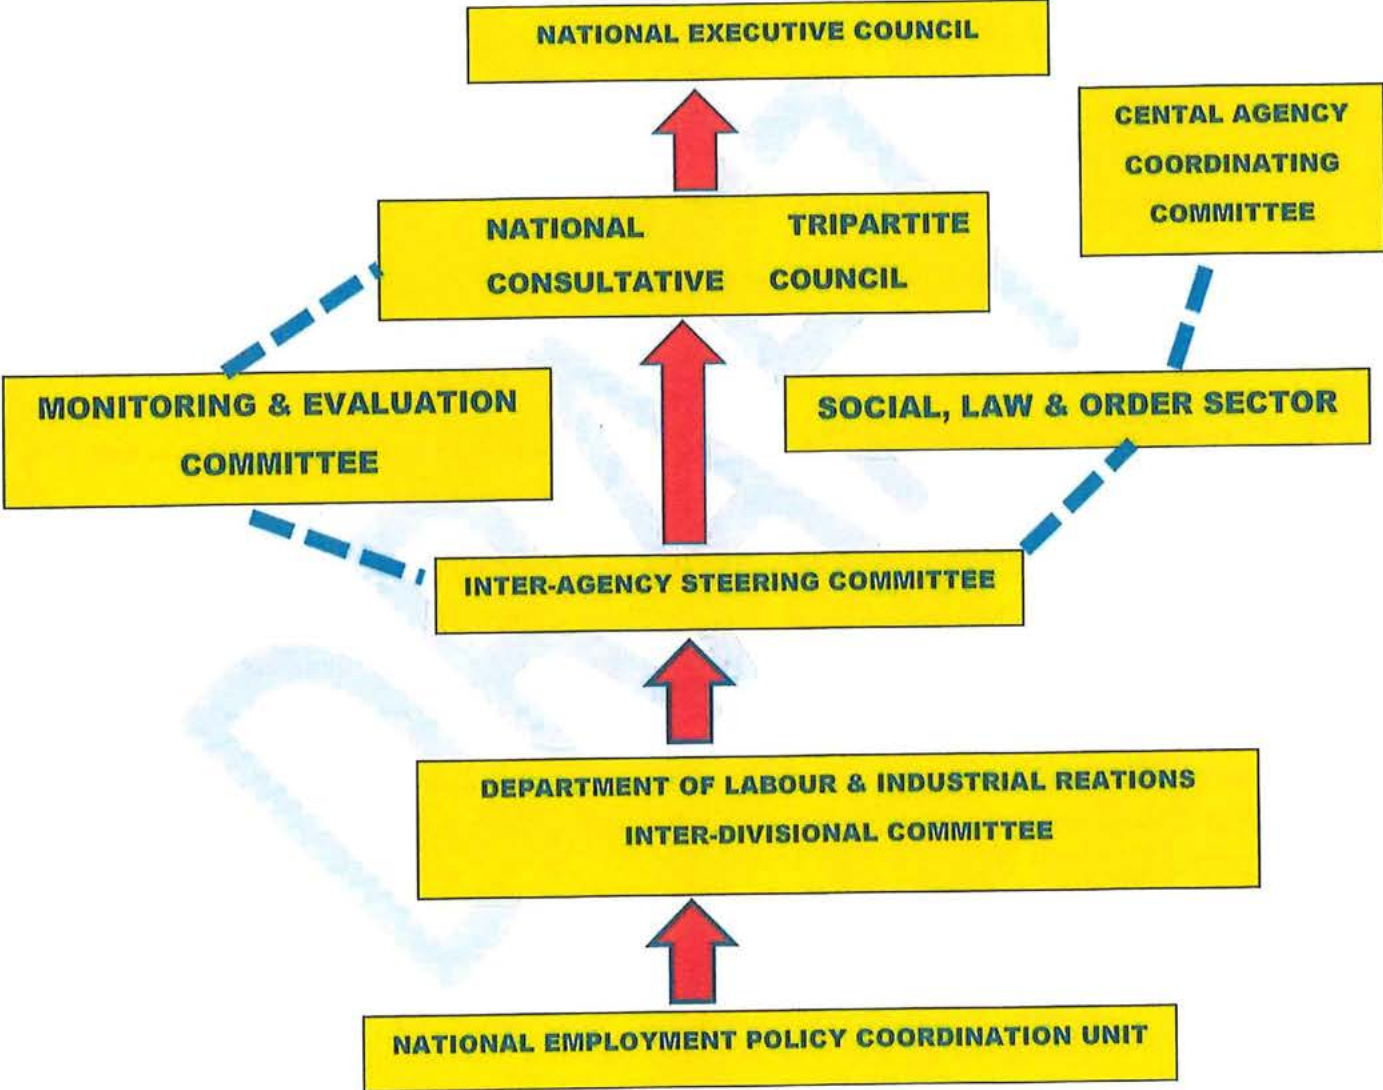 NATIONAL EXECUTIVE COUNCIL
CENTAL AGENCY
COORDINATING
COMMITTEE
NATIONAL TRIPARTITE
CONSULTATIVE COUNCIL
MONITORING & EVALUATION
COMMITTEE
SOCIAL, LAW & ORDER SECTOR
INTER-AGENCY STEERING COMMITTEE
DEPARTMENT OF LABOUR & INDUSTRIAL REATIONS
INTER-DIVISIONAL COMMITTEE
NATIONAL EMPLOYMENT POLICY COORDINATION UNIT
DRAFT